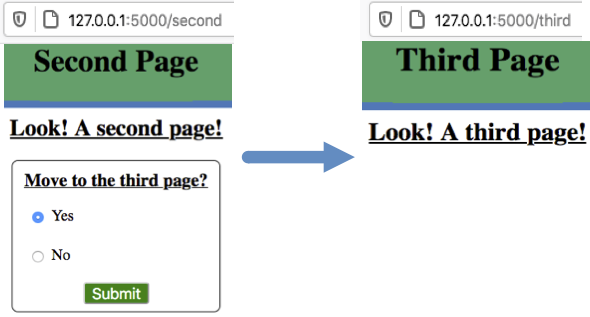 127.0.0.1:5000/second
Second Page
Look! A second page!
Move to the third page?
Yes
No
Submit
127.0.0.1:5000/third
Third Page
Look! A third page!